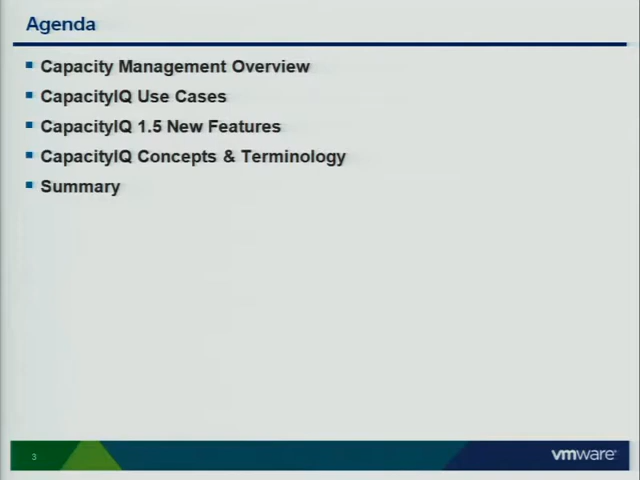 Agenda
Capacity Management Overview
CapacityIQ Use Cases
CapacityIQ 1.5 New Features
CapacityIQ Concepts & Terminology
Summary
3
vmware